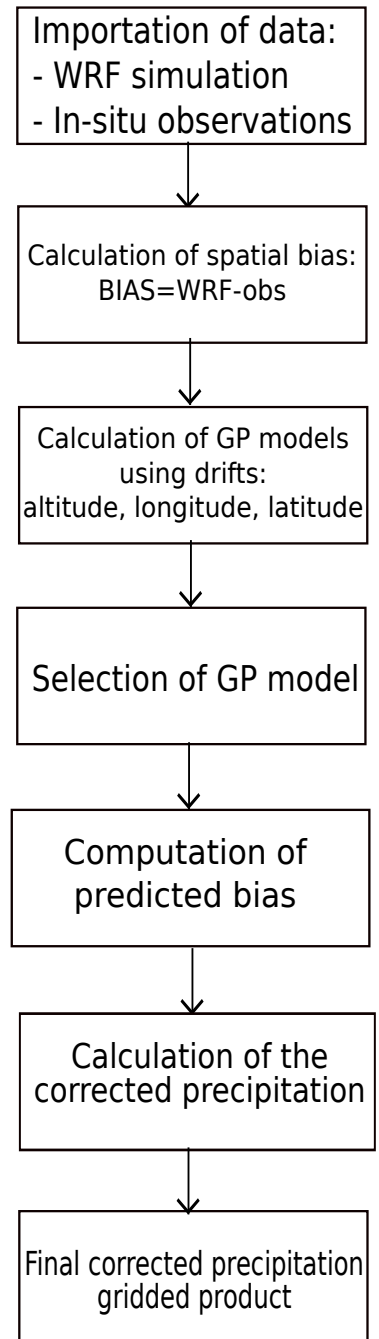 Importation of data:
- WRF simulation
- In-situ observations
Calculation of spatial bias:
BIAS=WRF-obs
Calculation of GP models
using drifts:
altitude, longitude, latitude
Selection of GP model
Computation of
predicted bias
Calculation of the
corrected precipitation
Final corrected precipitation
gridded product